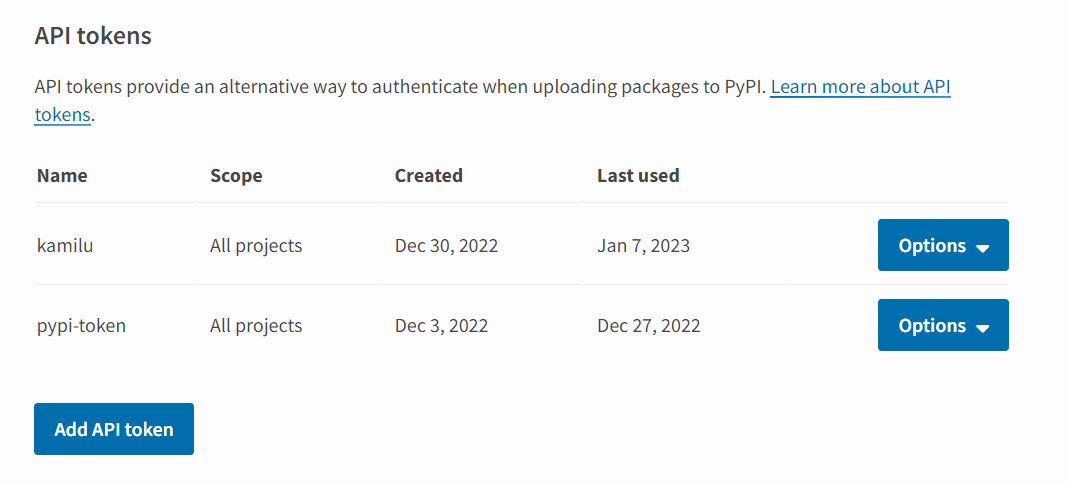 API tokens
API tokens provide an alternative way to authenticate when uploading packages to PyPI. Learn more about API
tokens.
Name Scope Created Last used
kamilu All projects Dec 30, 2022 Jan 7, 2023 Options
pypi-token All projects Dec 3, 2022 Dec 27, 2022 Options
Add API token